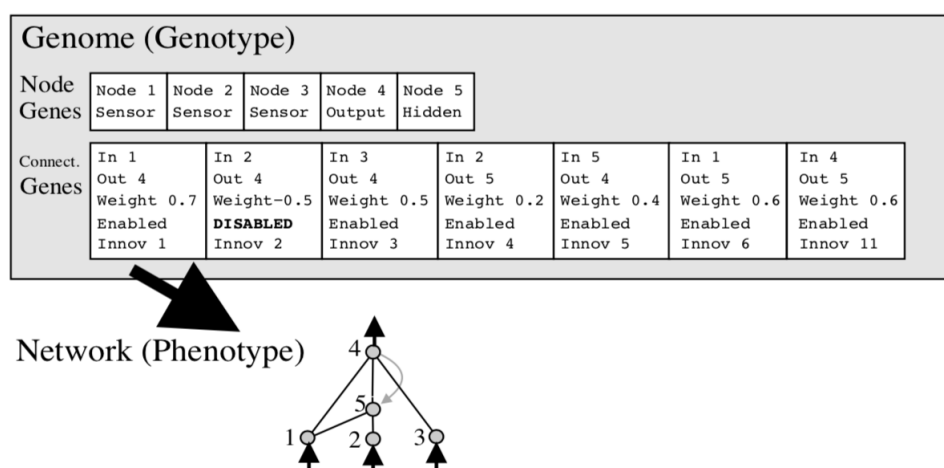 Genome (Genotype)
Node Genes
Node 1 Sensor
Node 2 Sensor
Node 3 Sensor
Node 4 Output
Node 5 Hidden
Connect. Genes
In 1
Out 4
Weight 0.7
Enabled
Innov 1
In 2
Out 4
Weight-0.5
DISABLED
Innov 2
In 3
Out 4
Weight 0.5
Enabled
Innov 3
In 2
Out 5
Weight 0.2
Enabled
Innov 4
In 5
Out 4
Weight 0.4
Enabled
Innov 5
In 1
Out 5
Weight 0.6
Enabled
Innov 6
In 4
Out 5
Weight 0.6
Enabled
Innov 11
Network (Phenotype)
4
5
1
2
3